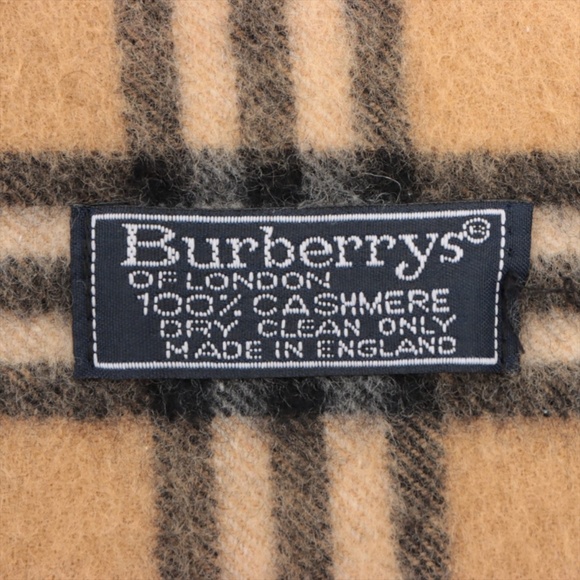 Burberrys®
OF LONDON
100% CASHMERE
DRY CLEAN ONLY
MADE IN ENGLAND